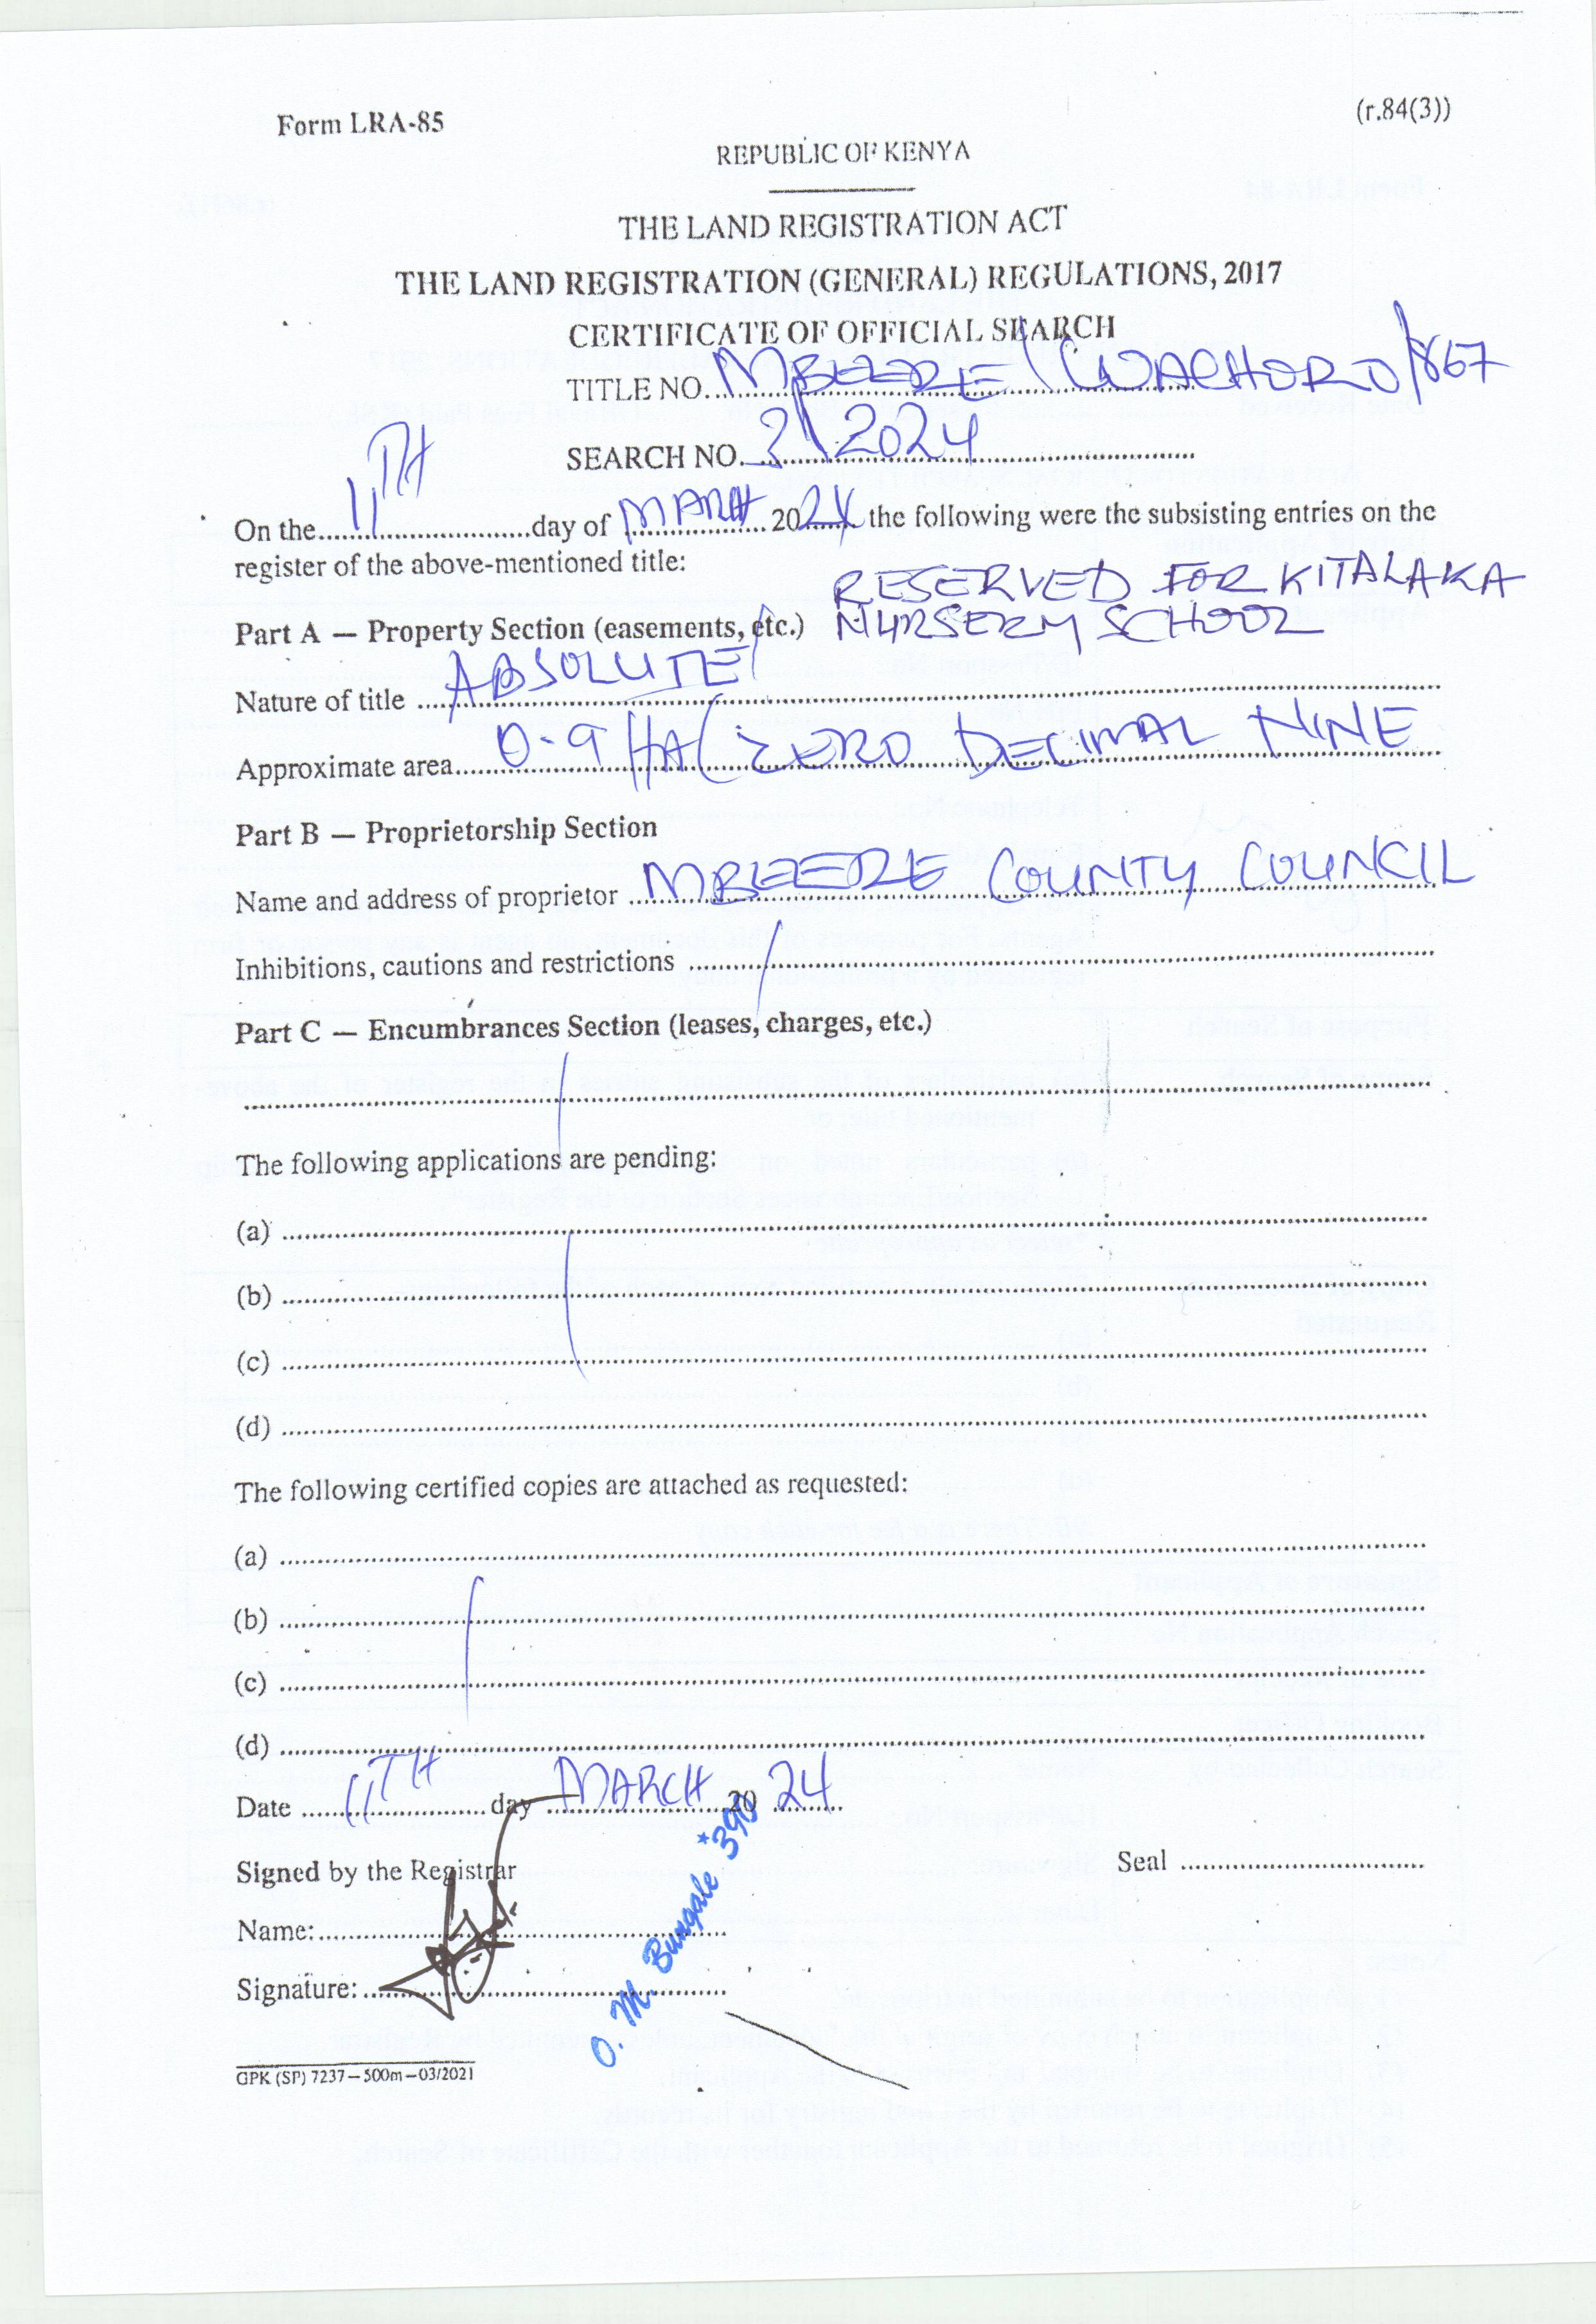 Form LRA-85
(r.84(3))
REPUBLIC OF KENYA
THE LAND REGISTRATION ACT
THE LAND REGISTRATION (GENERAL) REGULATIONS, 2017
CERTIFICATE OF OFFICIAL SEARCH
TITLE NO. MBEERE/WACHORO/867
SEARCH NO. 2/2024
On the 11TH day of MARCH 2024 the following were the subsisting entries on the
register of the above-mentioned title:
RESERVED FOR KITALAKA
Part A — Property Section (easements, etc.) NURSERY SCHOOL
Nature of title ABSOLUTE
Approximate area 0.9 HA (ZERO DECIMAL NINE
Part B — Proprietorship Section
Name and address of proprietor MBEERE COUNTY COUNCIL
Inhibitions, cautions and restrictions /
Part C — Encumbrances Section (leases, charges, etc.)
The following applications are pending:
(a)
(b)
(c)
(d)
The following certified copies are attached as requested:
(a)
(b)
(c)
(d)
Date 11TH day MARCH 20 24
Signed by the Registrar
Seal
Name:
Signature:
O. M. Bungale *390
GPK (SP) 7237—500m—03/2021